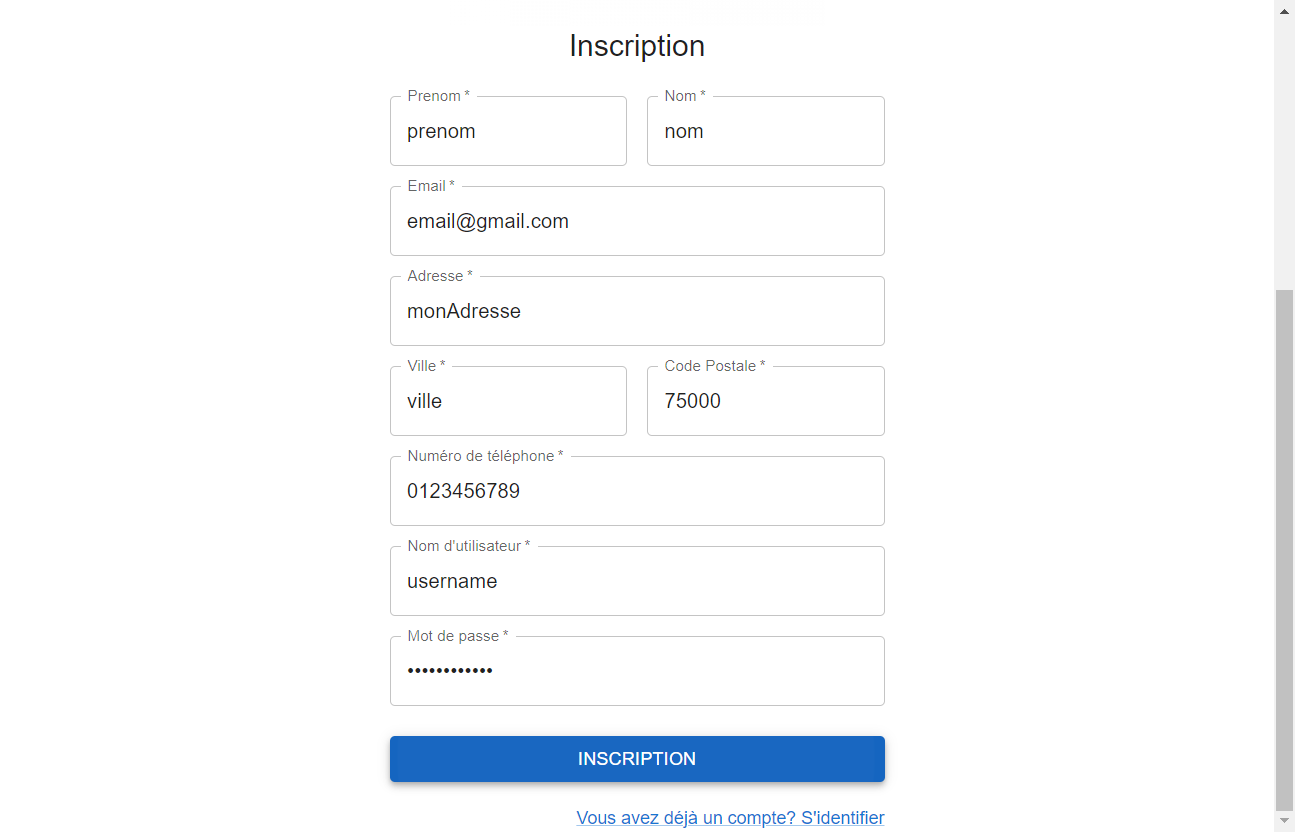 Inscription
Prenom * Nom *
prenom nom
Email *
email@gmail.com
Adresse *
monAdresse
Ville * Code Postale *
ville 75000
Numéro de téléphone *
0123456789
Nom d'utilisateur *
username
Mot de passe *
••••••••••••
INSCRIPTION
Vous avez déjà un compte? S'identifier